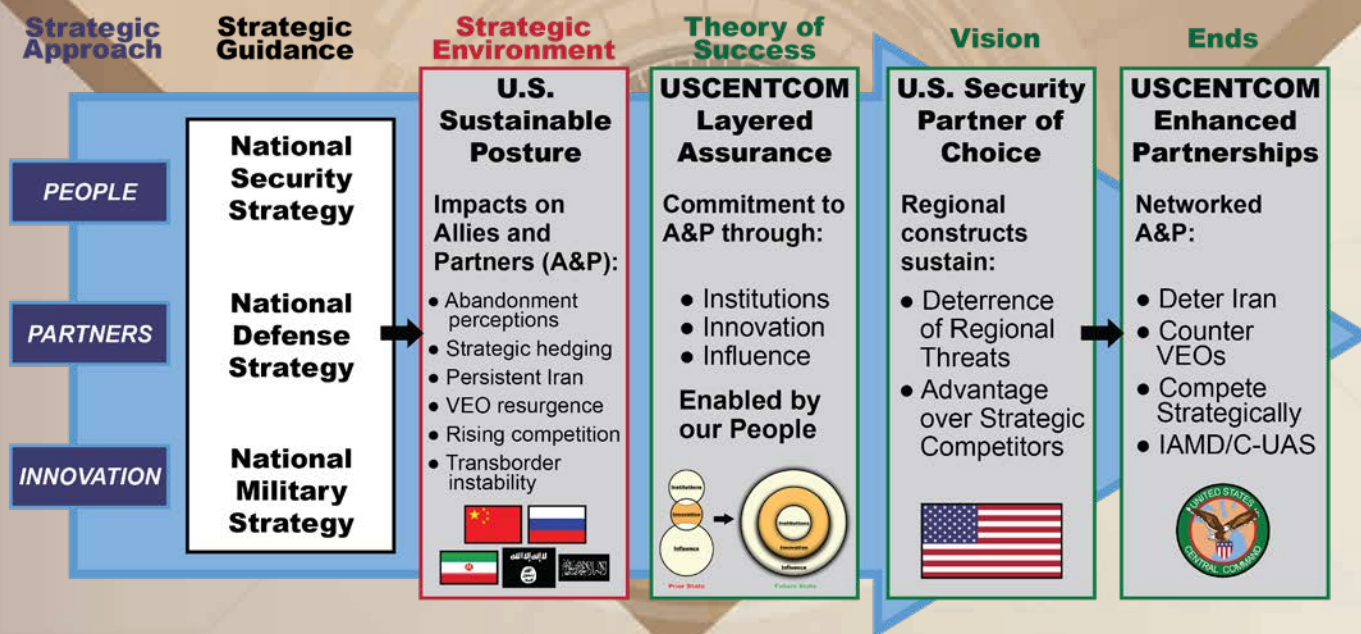 Strategic
Approach
Strategic
Guidance
Strategic
Environment
Theory of
Success
Vision
Ends
PEOPLE
PARTNERS
INNOVATION
National
Security
Strategy
National
Defense
Strategy
National
Military
Strategy
U.S.
Sustainable
Posture
Impacts on
Allies and
Partners (A&P):
● Abandonment
perceptions
● Strategic hedging
● Persistent Iran
● VEO resurgence
● Rising competition
● Transborder
instability
USCENTCOM
Layered
Assurance
Commitment to
A&P through:
● Institutions
● Innovation
● Influence
Enabled by
our People
Institutions
Innovation
Influence
Prior State
Institutions
Innovation
Influence
Future State
U.S. Security
Partner of
Choice
Regional
constructs
sustain:
● Deterrence
of Regional
Threats
● Advantage
over Strategic
Competitors
USCENTCOM
Enhanced
Partnerships
Networked
A&P:
● Deter Iran
● Counter
VEOs
● Compete
Strategically
● IAMD/C-UAS
UNITED STATES
CENTRAL COMMAND